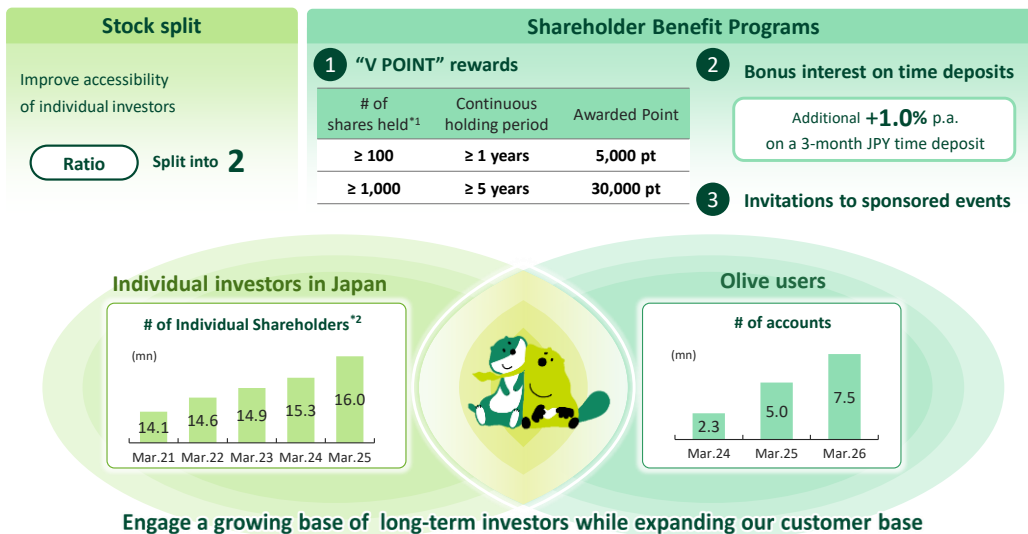 Stock split
Improve accessibility
of individual investors
Ratio Split into 2
Shareholder Benefit Programs
1 “V POINT” rewards
# of shares held*1 Continuous holding period Awarded Point
≥ 100 ≥ 1 years 5,000 pt
≥ 1,000 ≥ 5 years 30,000 pt
2 Bonus interest on time deposits
Additional +1.0% p.a.
on a 3-month JPY time deposit
3 Invitations to sponsored events
Individual investors in Japan
# of Individual Shareholders*2
(mn)
14.1 14.6 14.9 15.3 16.0
Mar.21 Mar.22 Mar.23 Mar.24 Mar.25
Olive users
# of accounts
(mn)
2.3 5.0 7.5
Mar.24 Mar.25 Mar.26
Engage a growing base of long-term investors while expanding our customer base